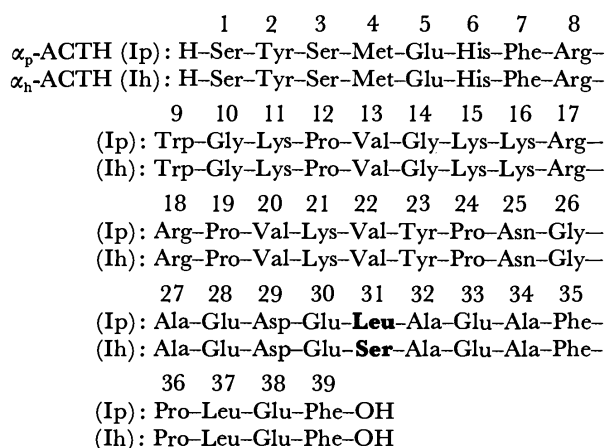 1 2 3 4 5 6 7 8
αp-ACTH (Ip): H–Ser–Tyr–Ser–Met–Glu–His–Phe–Arg–
αh-ACTH (Ih): H–Ser–Tyr–Ser–Met–Glu–His–Phe–Arg–
9 10 11 12 13 14 15 16 17
(Ip): Trp–Gly–Lys–Pro–Val–Gly–Lys–Lys–Arg–
(Ih): Trp–Gly–Lys–Pro–Val–Gly–Lys–Lys–Arg–
18 19 20 21 22 23 24 25 26
(Ip): Arg–Pro–Val–Lys–Val–Tyr–Pro–Asn–Gly–
(Ih): Arg–Pro–Val–Lys–Val–Tyr–Pro–Asn–Gly–
27 28 29 30 31 32 33 34 35
(Ip): Ala–Glu–Asp–Glu–Leu–Ala–Glu–Ala–Phe–
(Ih): Ala–Glu–Asp–Glu–Ser–Ala–Glu–Ala–Phe–
36 37 38 39
(Ip): Pro–Leu–Glu–Phe–OH
(Ih): Pro–Leu–Glu–Phe–OH